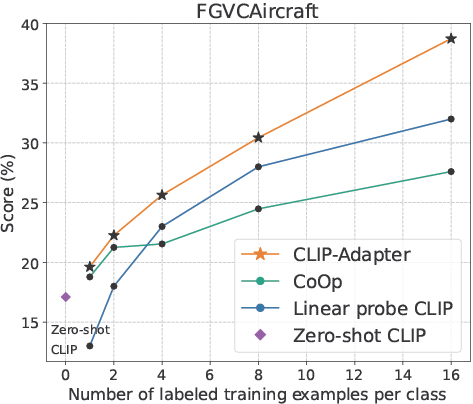 FGVCAircraft
40
35
30
25
20
15
Score (%)
Zero-shot
CLIP
CLIP-Adapter
CoOp
Linear probe CLIP
Zero-shot CLIP
0 2 4 6 8 10 12 14 16
Number of labeled training examples per class